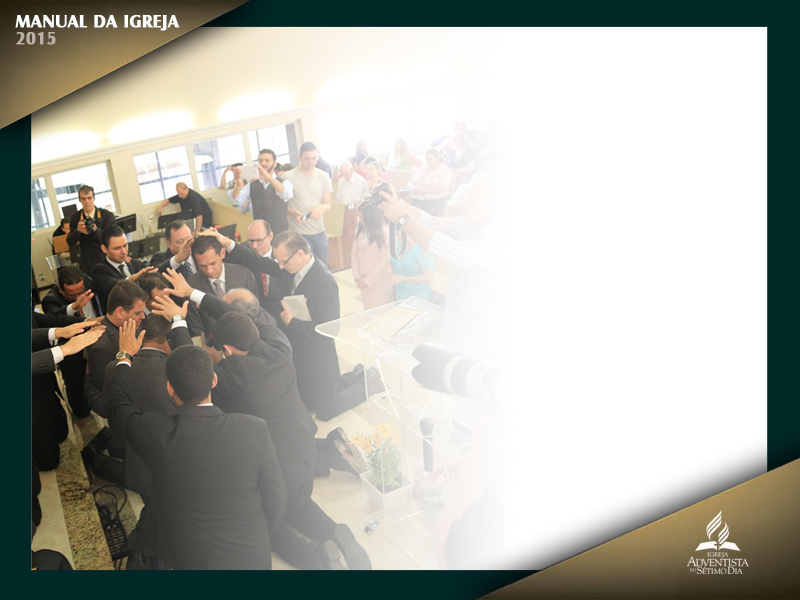 MANUAL DA IGREJA
2015
IGREJA
ADVENTISTA
DO SÉTIMO DIA